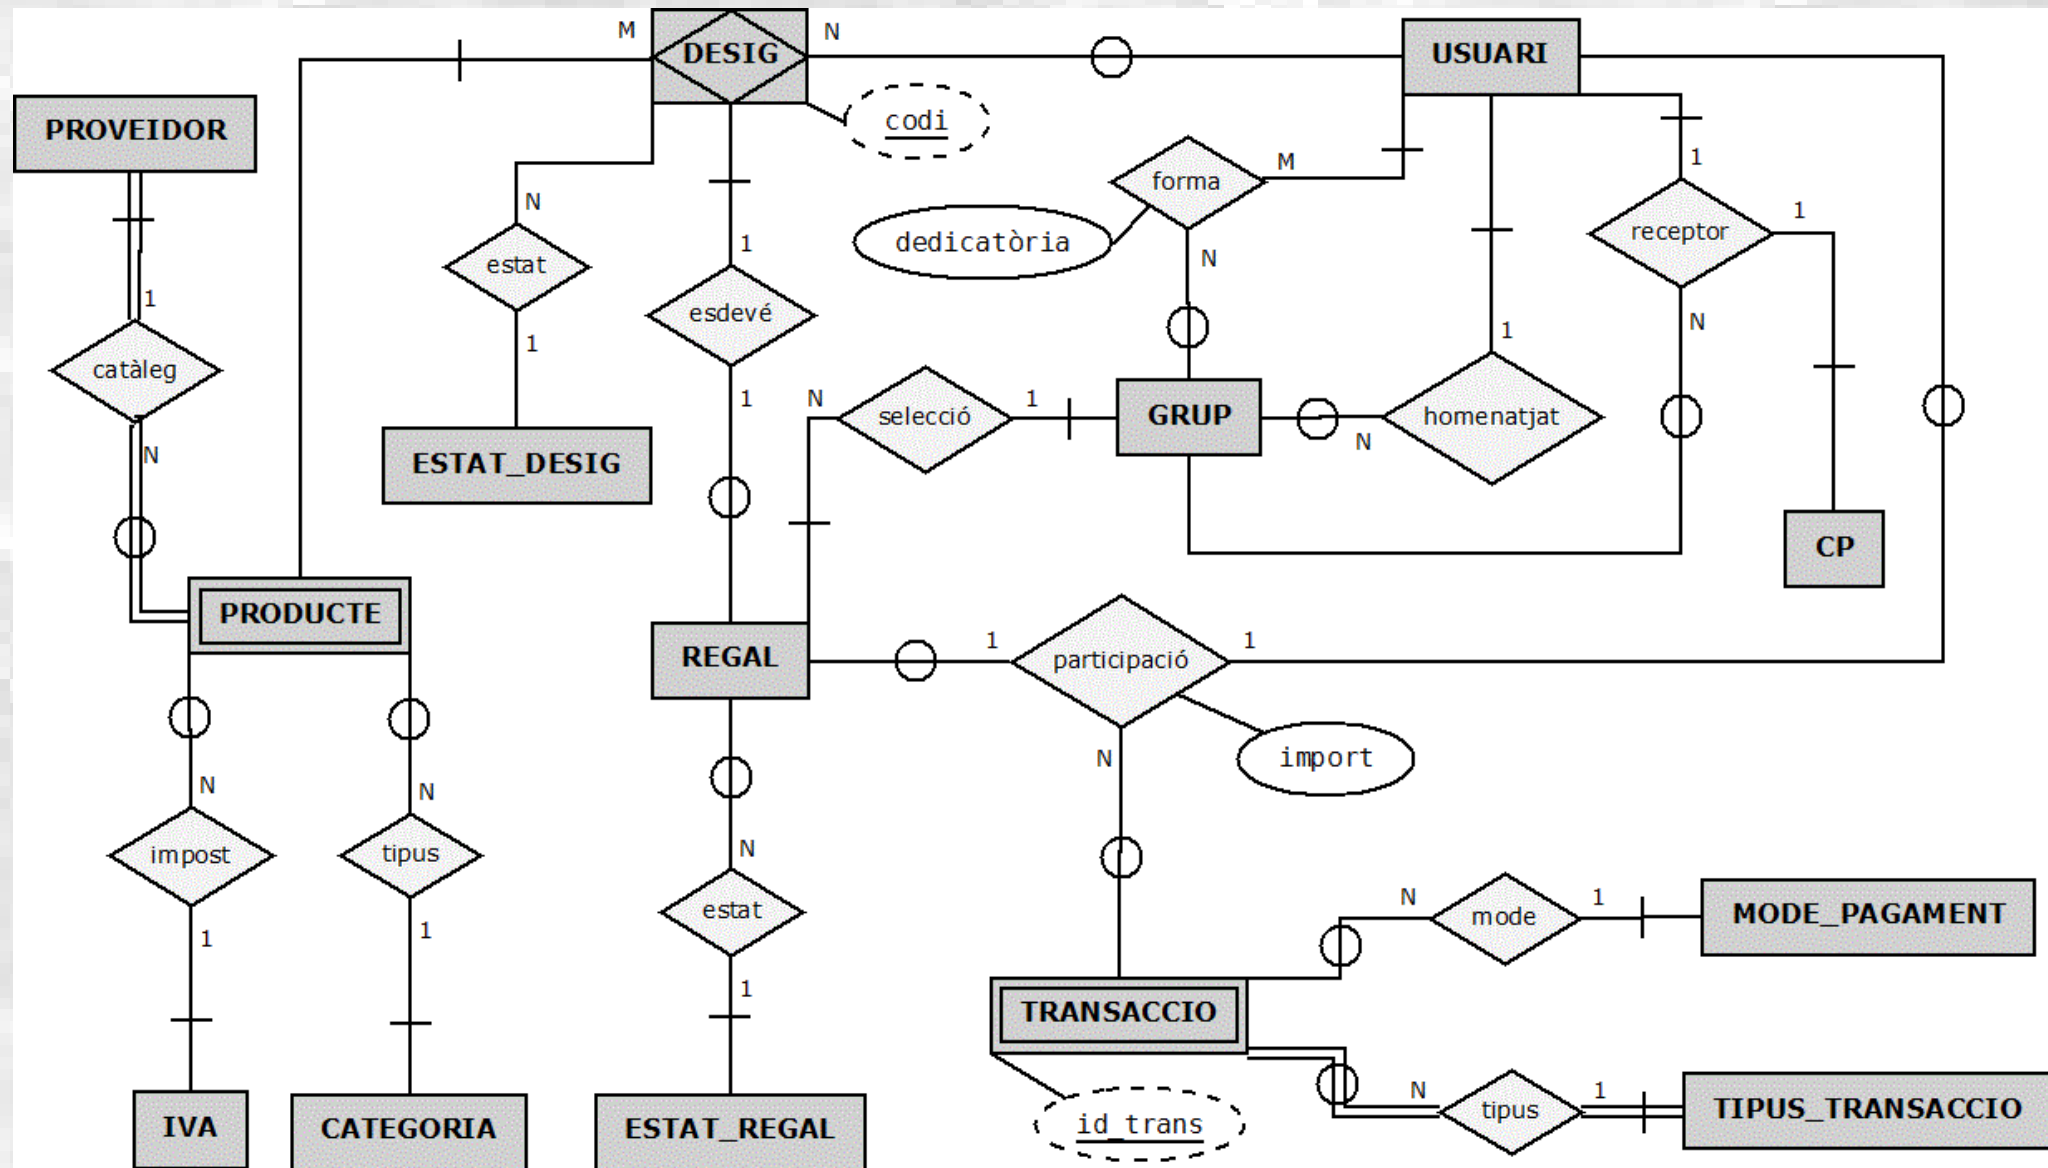 M
DESIG
N
USUARI
codi
PROVEIDOR
forma
M
1
N
dedicatòria
receptor
1
estat
1
N
esdevé
1
1
N
1
catàleg
1
1
N
selecció
1
GRUP
N
homenatjat
N
ESTAT_DESIG
CP
PRODUCTE
REGAL
1
participació
1
N
import
N
N
impost
tipus
N
estat
N
mode
1
MODE_PAGAMENT
1
1
1
TRANSACCIO
N
tipus
1
TIPUS_TRANSACCIO
id_trans
IVA
CATEGORIA
ESTAT_REGAL